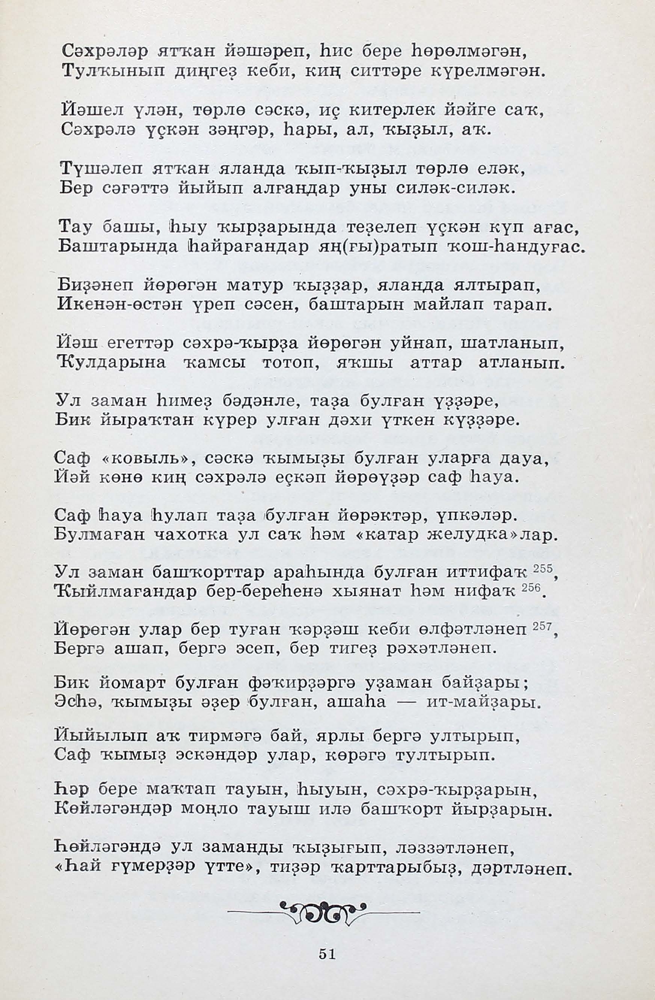 Сәхрәләр ятҡан йәшәреп, һис бере һөрөлмәгән,
Тулҡынып диңгеҙ кеби, киң ситтәре күрелмәгән.
Йәшел үлән, төрлө сәскә, иҫ китерлек йәйге саҡ,
Сәхрәлә үҫкән зәңгәр, һары, ал, ҡыҙыл, аҡ.
Түшәлеп ятҡан яланда ҡып-ҡыҙыл төрлө еләк,
Бер сәғәттә йыйып алғандар уны силәк-силәк.
Тау башы, һыу ҡырҙарында теҙелеп үҫкән күп ағас,
Баштарында һайрағандар яң(ғы)ратып ҡош-һандуғас.
Биҙәнеп йөрөгән матур ҡыҙҙар, яланда ялтырап,
Икенән-өстән үреп сәсен, баштарын майлап тарап.
Йәш егеттәр сәхрә-ҡырҙа йөрөгән уйнап, шатланып,
Ҡулдарына ҡамсы тотоп, яҡшы аттар атланып.
Ул заман һимеҙ бәдәнле, таҙа булған үҙҙәре,
Бик йыраҡтан күрер улған дәхи үткен күҙҙәре.
Саф «ковыль», сәскә ҡымыҙы булған уларға дауа,
Йәй көнө киң сәхрәлә еҫкәп йөрөүҙәр саф һауа.
Саф һауа һулап таҙа булған йөрәктәр, үпкәләр.
Булмаған чахотка ул саҡ һәм «катар желудка»лар.
Ул заман башҡорттар араһында булған иттифаҡ 255,
Ҡыйлмағандар бер-береһенә хыянат һәм нифаҡ 256.
Йөрөгән улар бер туған ҡәрҙәш кеби өлфәтләнеп 257,
Бергә ашап, бергә эсеп, бер тигеҙ рәхәтләнеп.
Бик йомарт булған фәҡирҙәргә уҙаман байҙары;
Эсһә, ҡымыҙы әҙер булған, ашаһа — ит-майҙары.
Йыйылып аҡ тирмәгә бай, ярлы бергә ултырып,
Саф ҡымыҙ эскәндәр улар, көрәгә тултырып.
Һәр бере маҡтап тауын, һыуын, сәхрә-ҡырҙарын,
Көйләгәндәр моңло тауыш илә башҡорт йырҙарын.
Һөйләгәндә ул заманды ҡыҙығып, ләззәтләнеп,
«Һай ғүмерҙәр үтте», тиҙәр ҡарттарыбыҙ, дәртләнеп.
51